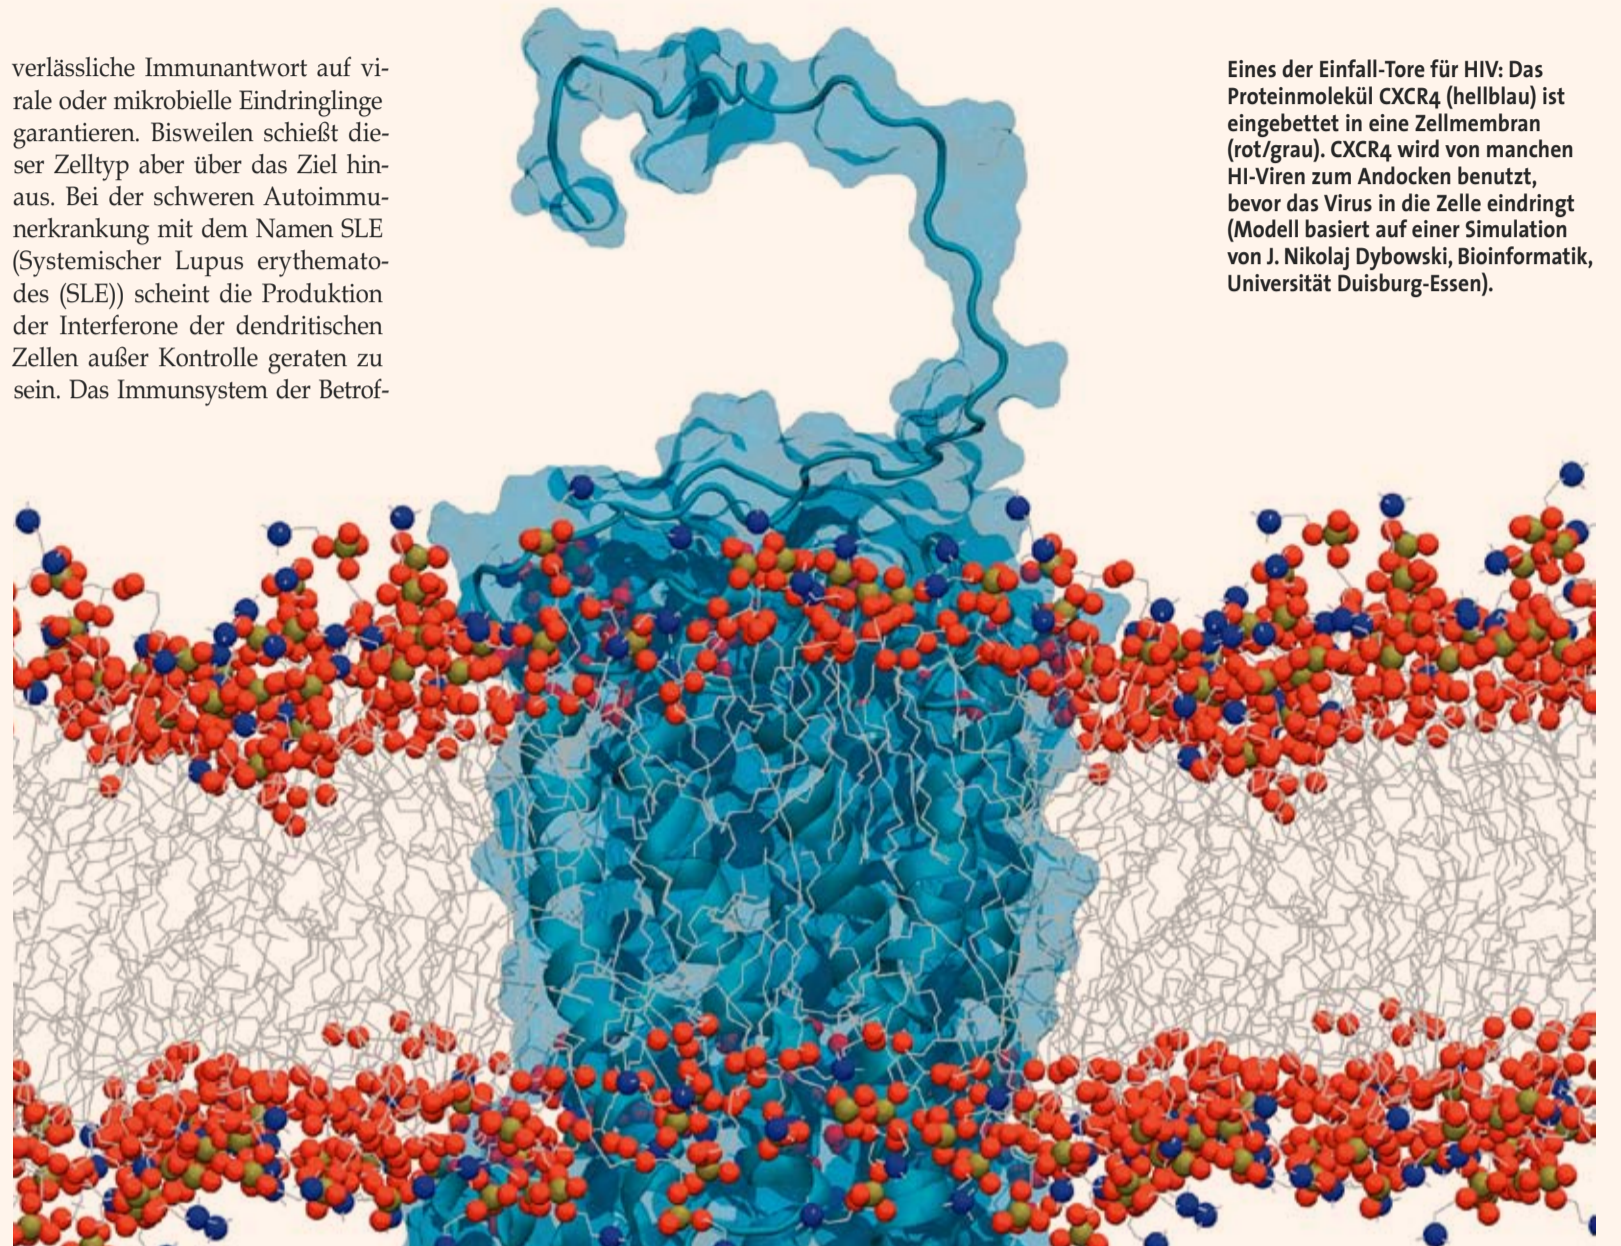 verlässliche Immunantwort auf vi-
rale oder mikrobielle Eindringlinge
garantieren. Bisweilen schießt die-
ser Zelltyp aber über das Ziel hin-
aus. Bei der schweren Autoimmu-
nerkrankung mit dem Namen SLE
(Systemischer Lupus erythemato-
des (SLE)) scheint die Produktion
der Interferone der dendritischen
Zellen außer Kontrolle geraten zu
sein. Das Immunsystem der Betrof-
Eines der Einfall-Tore für HIV: Das
Proteinmolekül CXCR4 (hellblau) ist
eingebettet in eine Zellmembran
(rot/grau). CXCR4 wird von manchen
HI-Viren zum Andocken benutzt,
bevor das Virus in die Zelle eindringt
(Modell basiert auf einer Simulation
von J. Nikolaj Dybowski, Bioinformatik,
Universität Duisburg-Essen).